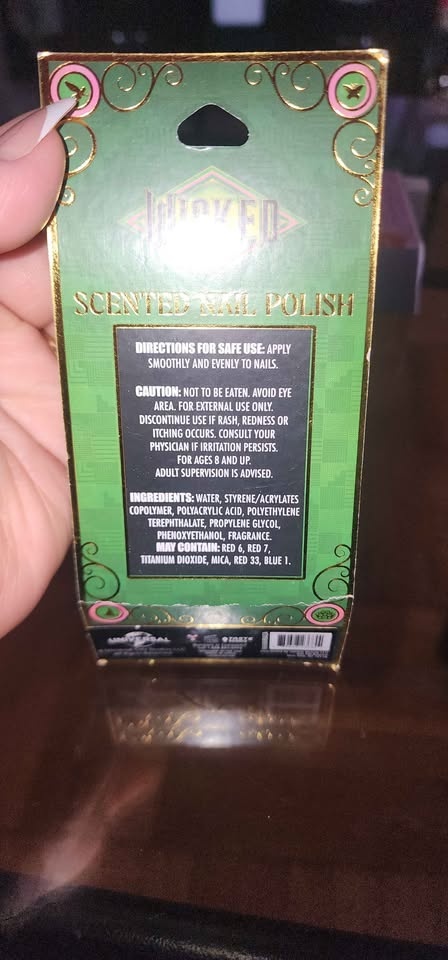 WICKED
SCENTED NAIL POLISH
DIRECTIONS FOR SAFE USE: APPLY
SMOOTHLY AND EVENLY TO NAILS.
CAUTION: NOT TO BE EATEN. AVOID EYE
AREA. FOR EXTERNAL USE ONLY.
DISCONTINUE USE IF RASH, REDNESS OR
ITCHING OCCURS. CONSULT YOUR
PHYSICIAN IF IRRITATION PERSISTS.
FOR AGES 8 AND UP.
ADULT SUPERVISION IS ADVISED.
INGREDIENTS: WATER, STYRENE/ACRYLATES
COPOLYMER, POLYACRYLIC ACID, POLYETHYLENE
TEREPHTHALATE, PROPYLENE GLYCOL,
PHENOXYETHANOL, FRAGRANCE.
MAY CONTAIN: RED 6, RED 7,
TITANIUM DIOXIDE, MICA, RED 33, BLUE 1.
UNIVERSAL